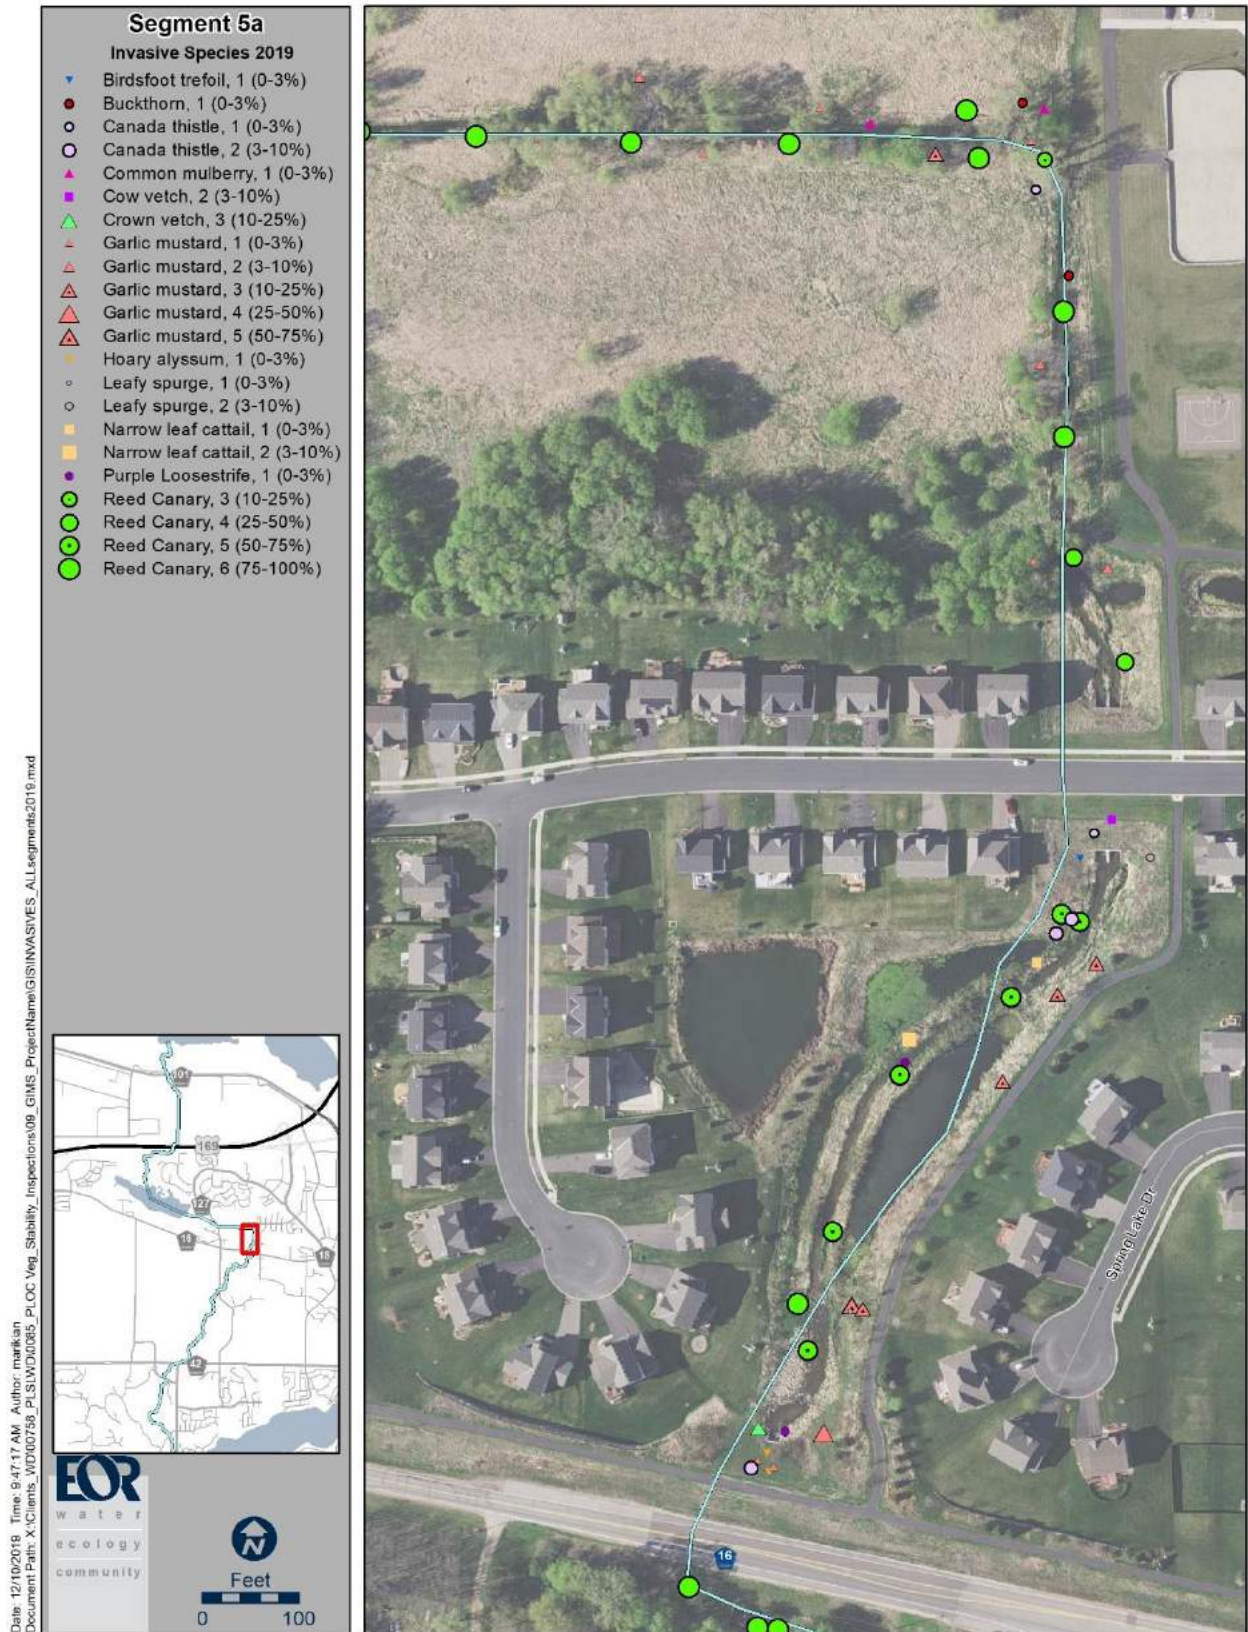 Segment 5a
Invasive Species 2019
Birdsfoot trefoil, 1 (0-3%)
Buckthorn, 1 (0-3%)
Canada thistle, 1 (0-3%)
Canada thistle, 2 (3-10%)
Common mulberry, 1 (0-3%)
Cow vetch, 2 (3-10%)
Crown vetch, 3 (10-25%)
Garlic mustard, 1 (0-3%)
Garlic mustard, 2 (3-10%)
Garlic mustard, 3 (10-25%)
Garlic mustard, 4 (25-50%)
Garlic mustard, 5 (50-75%)
Hoary alyssum, 1 (0-3%)
Leafy spurge, 1 (0-3%)
Leafy spurge, 2 (3-10%)
Narrow leaf cattail, 1 (0-3%)
Narrow leaf cattail, 2 (3-10%)
Purple Loosestrife, 1 (0-3%)
Reed Canary, 3 (10-25%)
Reed Canary, 4 (25-50%)
Reed Canary, 5 (50-75%)
Reed Canary, 6 (75-100%)
101
169
127
16
18
42
EOR
water
ecology
community
N
Feet
0 100
Spring Lake Dr
16
Date: 12/10/2019 Time: 9:47:17 AM Author: marikian
Document Path: X:\Clients_WD\00758_PLSLWD\0085_PLOC Veg_Stability_Inspections\09_GIMS_ProjectName\GIS\INVASIVES_ALLsegments2019.mxd